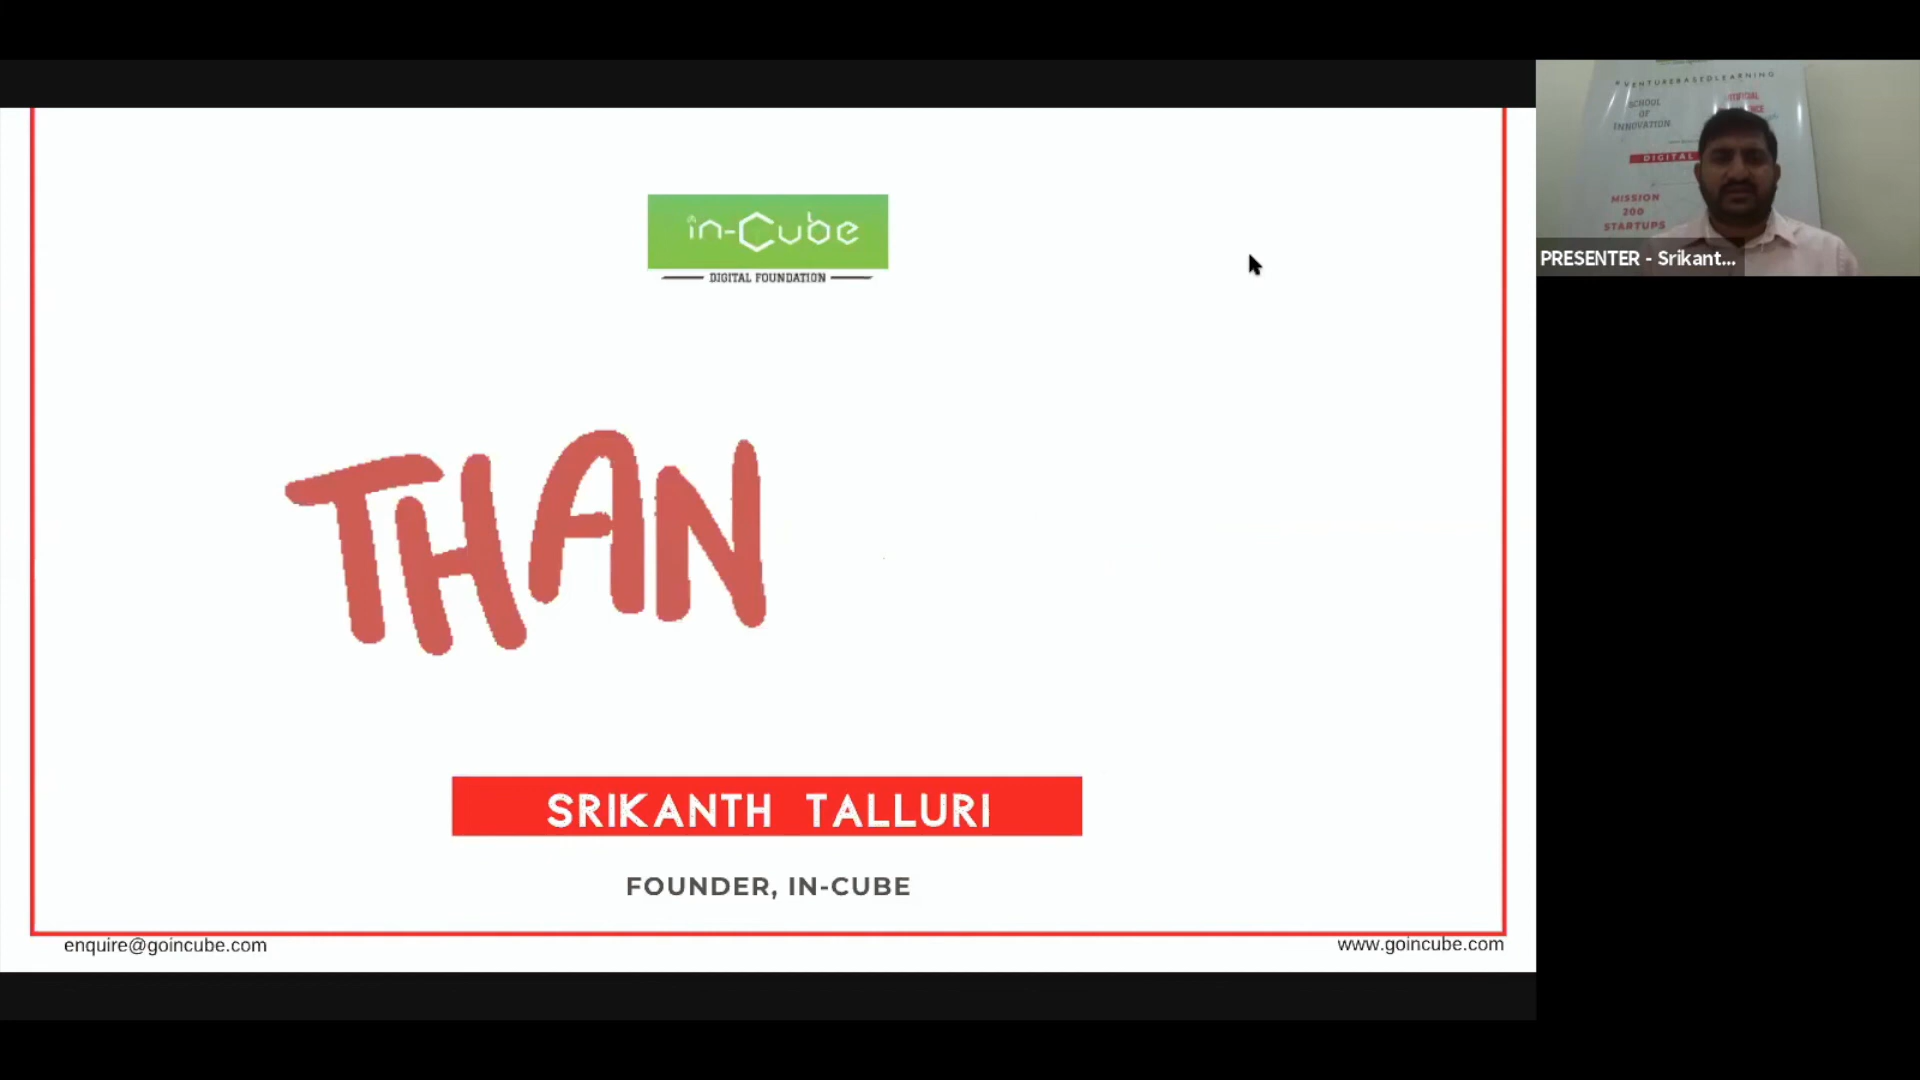 in-Cube
DIGITAL FOUNDATION
THAN
SRIKANTH TALLURI
FOUNDER, IN-CUBE
enquire@goincube.com
www.goincube.com
#VENTUREBASEDLEARNING
SCHOOL
OF
INNOVATION
DIGITAL
MISSION
200
STARTUPS
PRESENTER - Srikant...